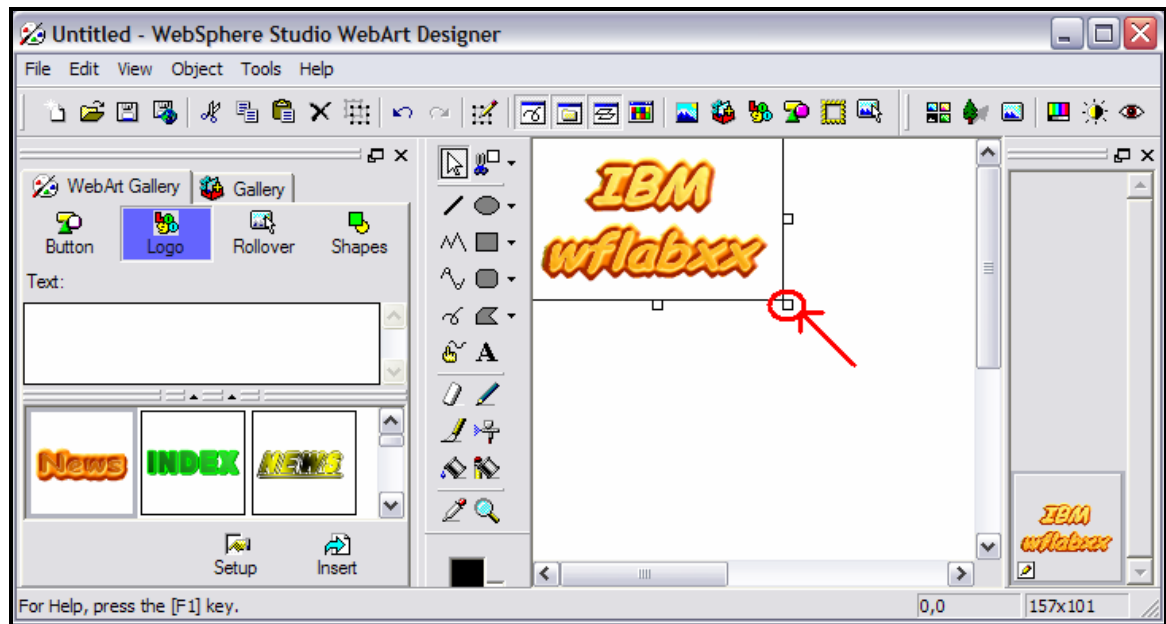 Untitled - WebSphere Studio WebArt Designer
File Edit View Object Tools Help
WebArt Gallery Gallery
Button Logo Rollover Shapes
Text:
IBM
wflabxx
A
News INDEX NEWS
Setup Insert
IBM
wflabxx
For Help, press the [F1] key. 0,0 157x101